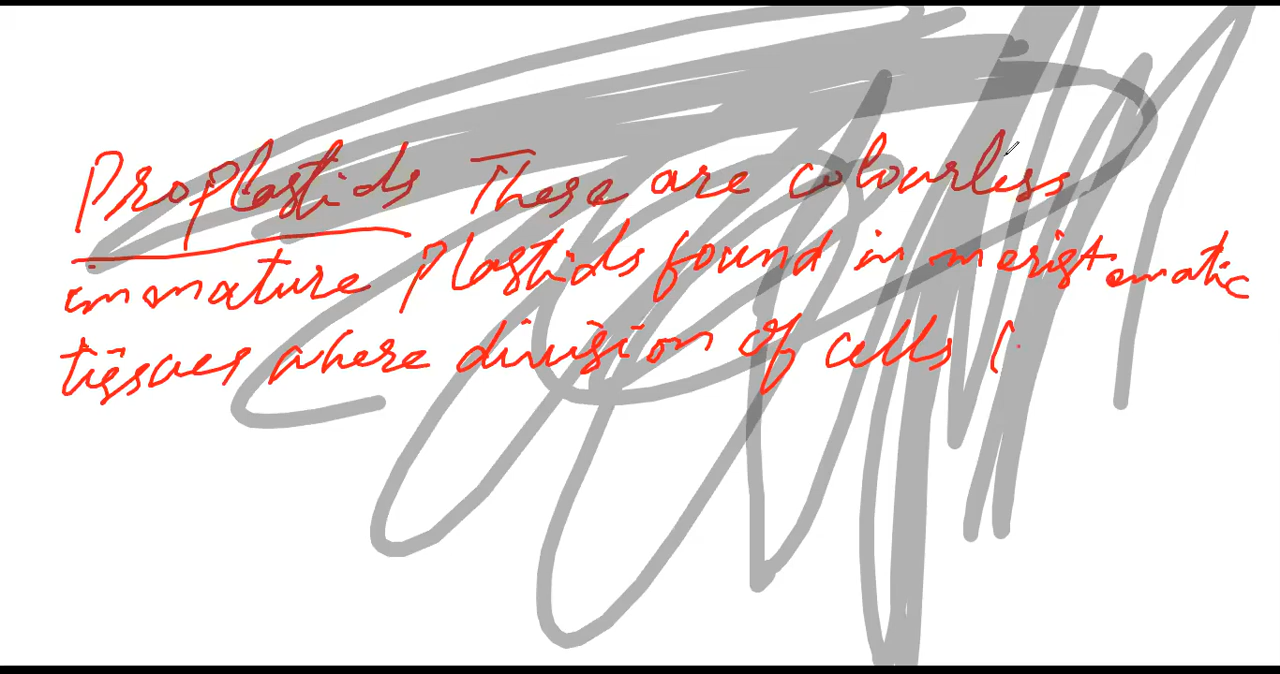 Proplastids These are colourless
immature plastids found in meristematic
tissues where division of cells (